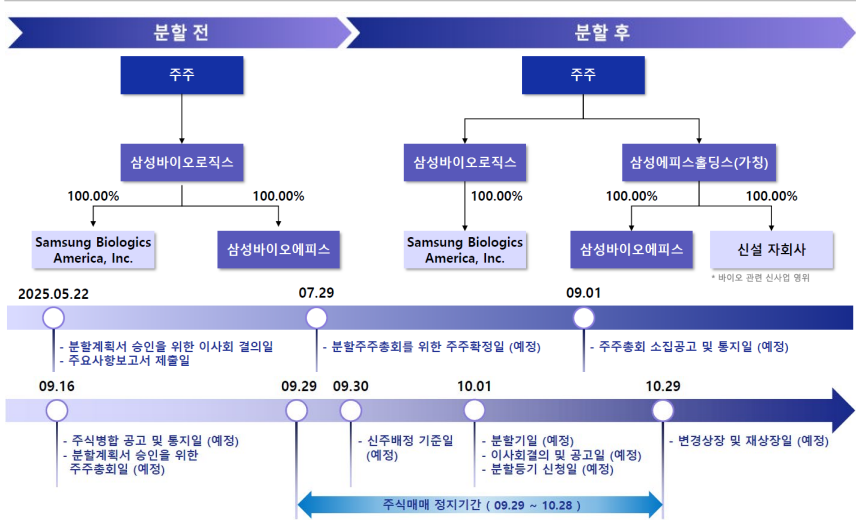 분할 전
분할 후
주주
주주
삼성바이오로직스
삼성바이오로직스
삼성에피스홀딩스(가칭)
100.00%
100.00%
100.00%
100.00%
100.00%
Samsung Biologics
America, Inc.
삼성바이오에피스
Samsung Biologics
America, Inc.
삼성바이오에피스
신설 자회사
* 바이오 관련 신사업 영위
2025.05.22
07.29
09.01
- 분할계획서 승인을 위한 이사회 결의일
- 주요사항보고서 제출일
- 분할주주총회를 위한 주주확정일 (예정)
- 주주총회 소집공고 및 통지일 (예정)
09.16
09.29
09.30
10.01
10.29
- 주식병합 공고 및 통지일 (예정)
- 분할계획서 승인을 위한
주주총회일 (예정)
- 신주배정 기준일
(예정)
- 분할기일 (예정)
- 이사회결의 및 공고일 (예정)
- 분할등기 신청일 (예정)
- 변경상장 및 재상장일 (예정)
주식매매 정지기간 ( 09.29 ~ 10.28 )